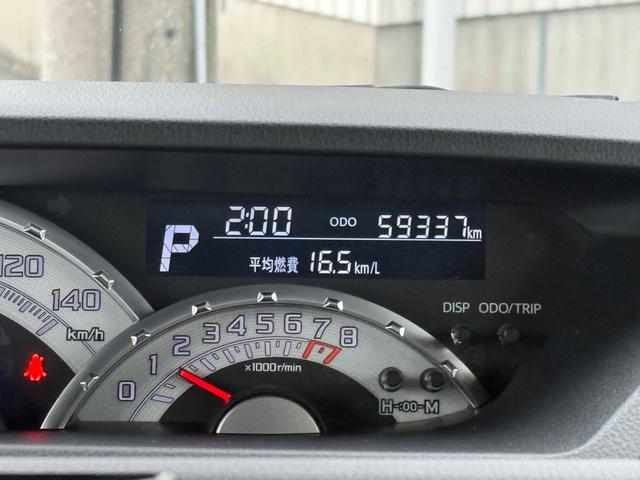 P
2:00 ODO 59337km
平均燃費 16.5km/L
120
140
km/h
DISP ODO/TRIP
0 1 2 3 4 5 6 7 8
×1000r/min
H-:00-M